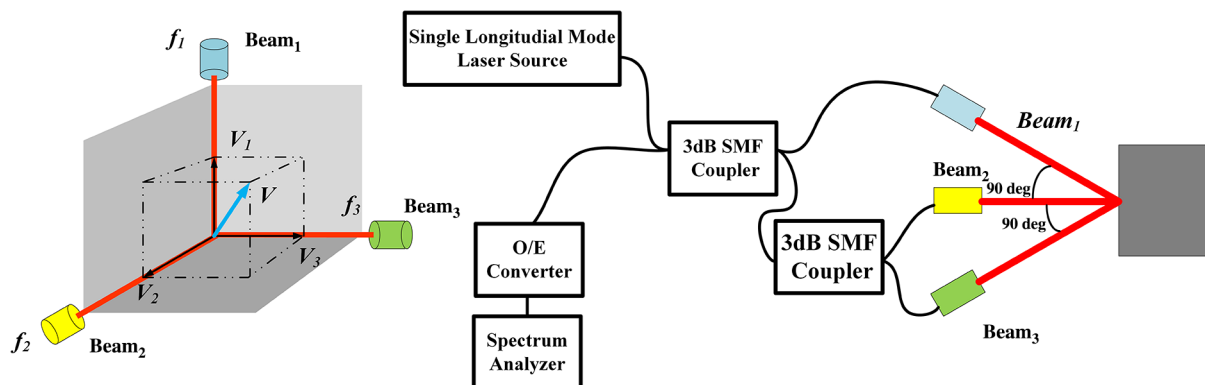 f1
Beam1
V1
V
f3
Beam3
V3
V2
f2
Beam2
Single Longitudial Mode
Laser Source
3dB SMF
Coupler
O/E
Converter
Spectrum
Analyzer
3dB SMF
Coupler
Beam1
Beam2
90 deg
90 deg
Beam3